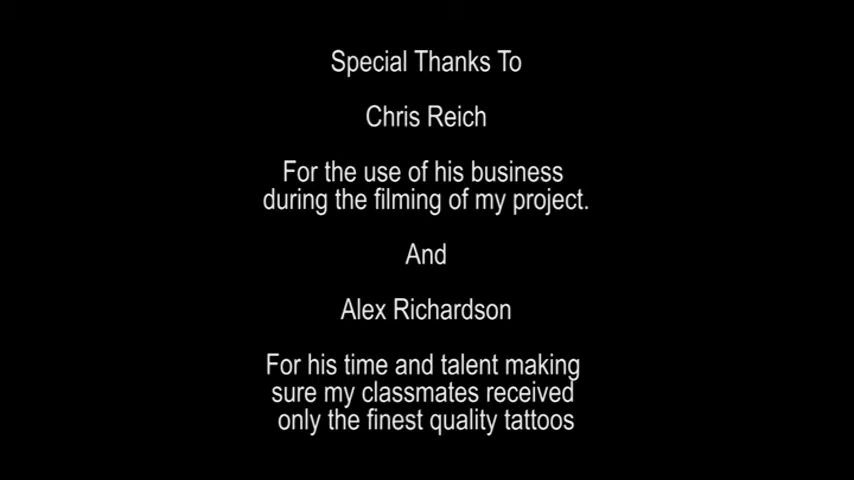 Special Thanks To
Chris Reich
For the use of his business
during the filming of my project.
And
Alex Richardson
For his time and talent making
sure my classmates received
only the finest quality tattoos